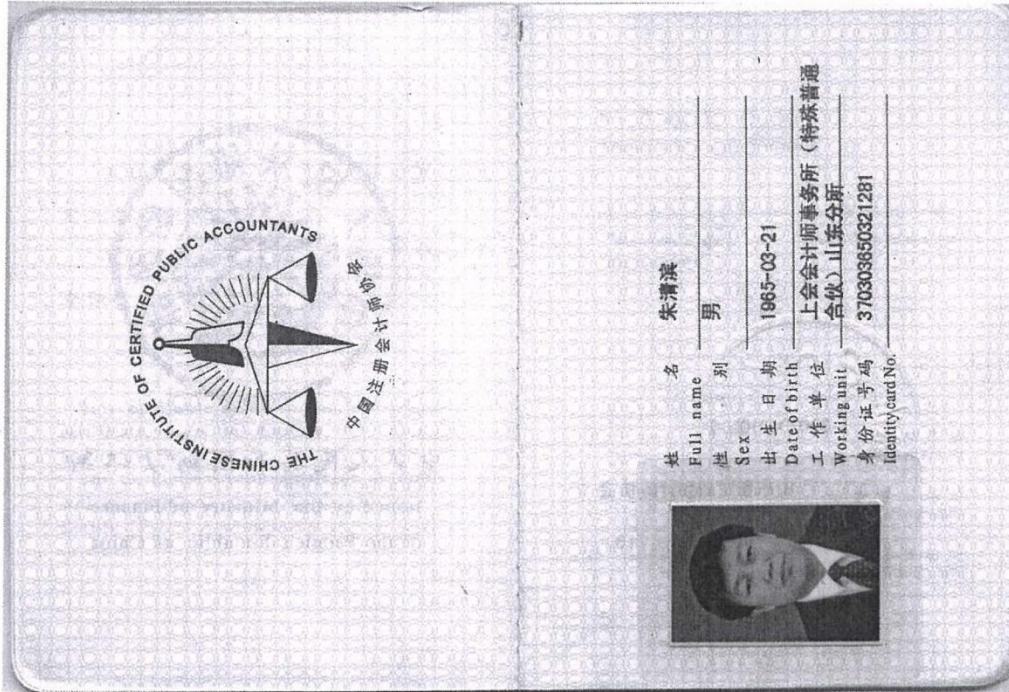 THE CHINESE INSTITUTE OF CERTIFIED PUBLIC ACCOUNTANTS
中国注册会计师协会
姓 名 朱清滨
Full name
性 别 男
Sex
出 生 日 期 1965-03-21
Date of birth
工 作 单 位 上会会计师事务所（特殊普通
Working unit 合伙）山东分所
身 份 证 号 码 370303650321281
Identity card No.